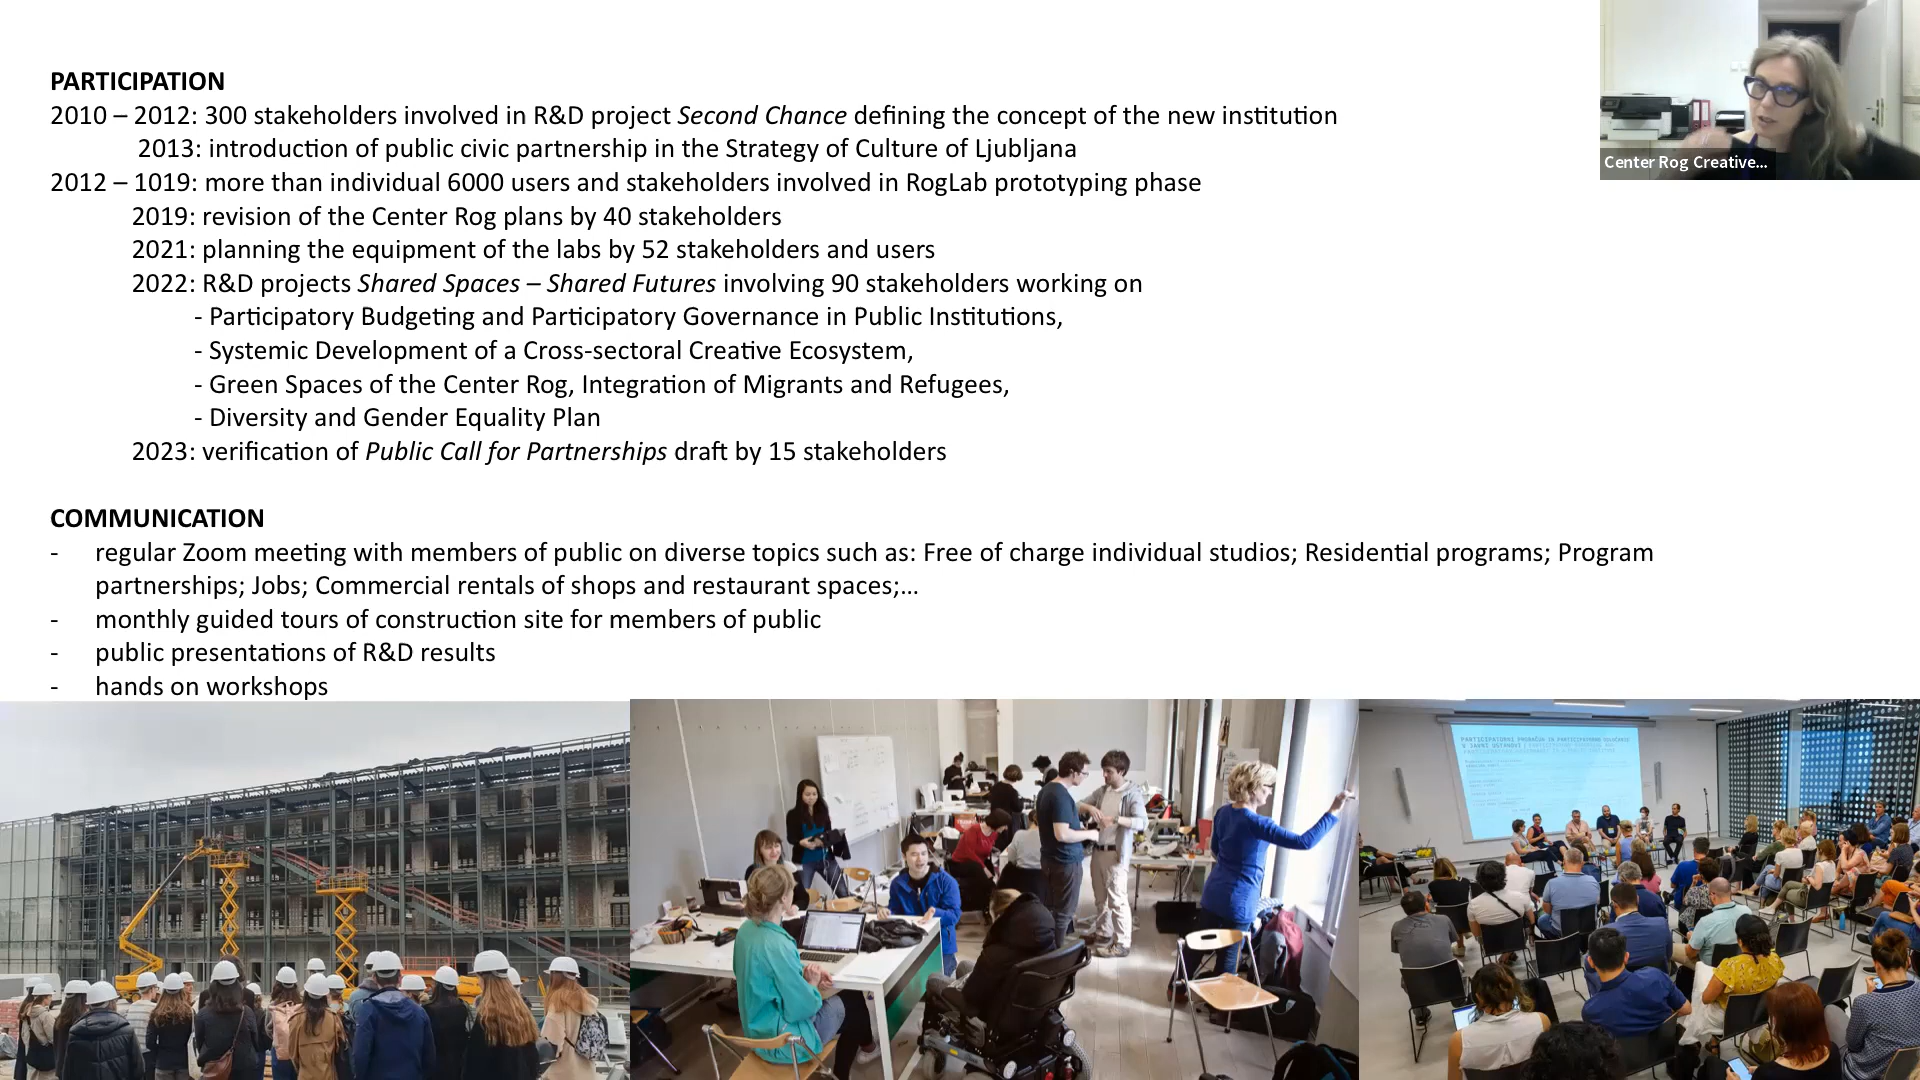 PARTICIPATION
2010 – 2012: 300 stakeholders involved in R&D project Second Chance defining the concept of the new institution
2013: introduction of public civic partnership in the Strategy of Culture of Ljubljana
2012 – 1019: more than individual 6000 users and stakeholders involved in RogLab prototyping phase
2019: revision of the Center Rog plans by 40 stakeholders
2021: planning the equipment of the labs by 52 stakeholders and users
2022: R&D projects Shared Spaces – Shared Futures involving 90 stakeholders working on
- Participatory Budgeting and Participatory Governance in Public Institutions,
- Systemic Development of a Cross-sectoral Creative Ecosystem,
- Green Spaces of the Center Rog, Integration of Migrants and Refugees,
- Diversity and Gender Equality Plan
2023: verification of Public Call for Partnerships draft by 15 stakeholders
COMMUNICATION
- regular Zoom meeting with members of public on diverse topics such as: Free of charge individual studios; Residential programs; Program
partnerships; Jobs; Commercial rentals of shops and restaurant spaces;...
- monthly guided tours of construction site for members of public
- public presentations of R&D results
- hands on workshops
Center Rog Creative...